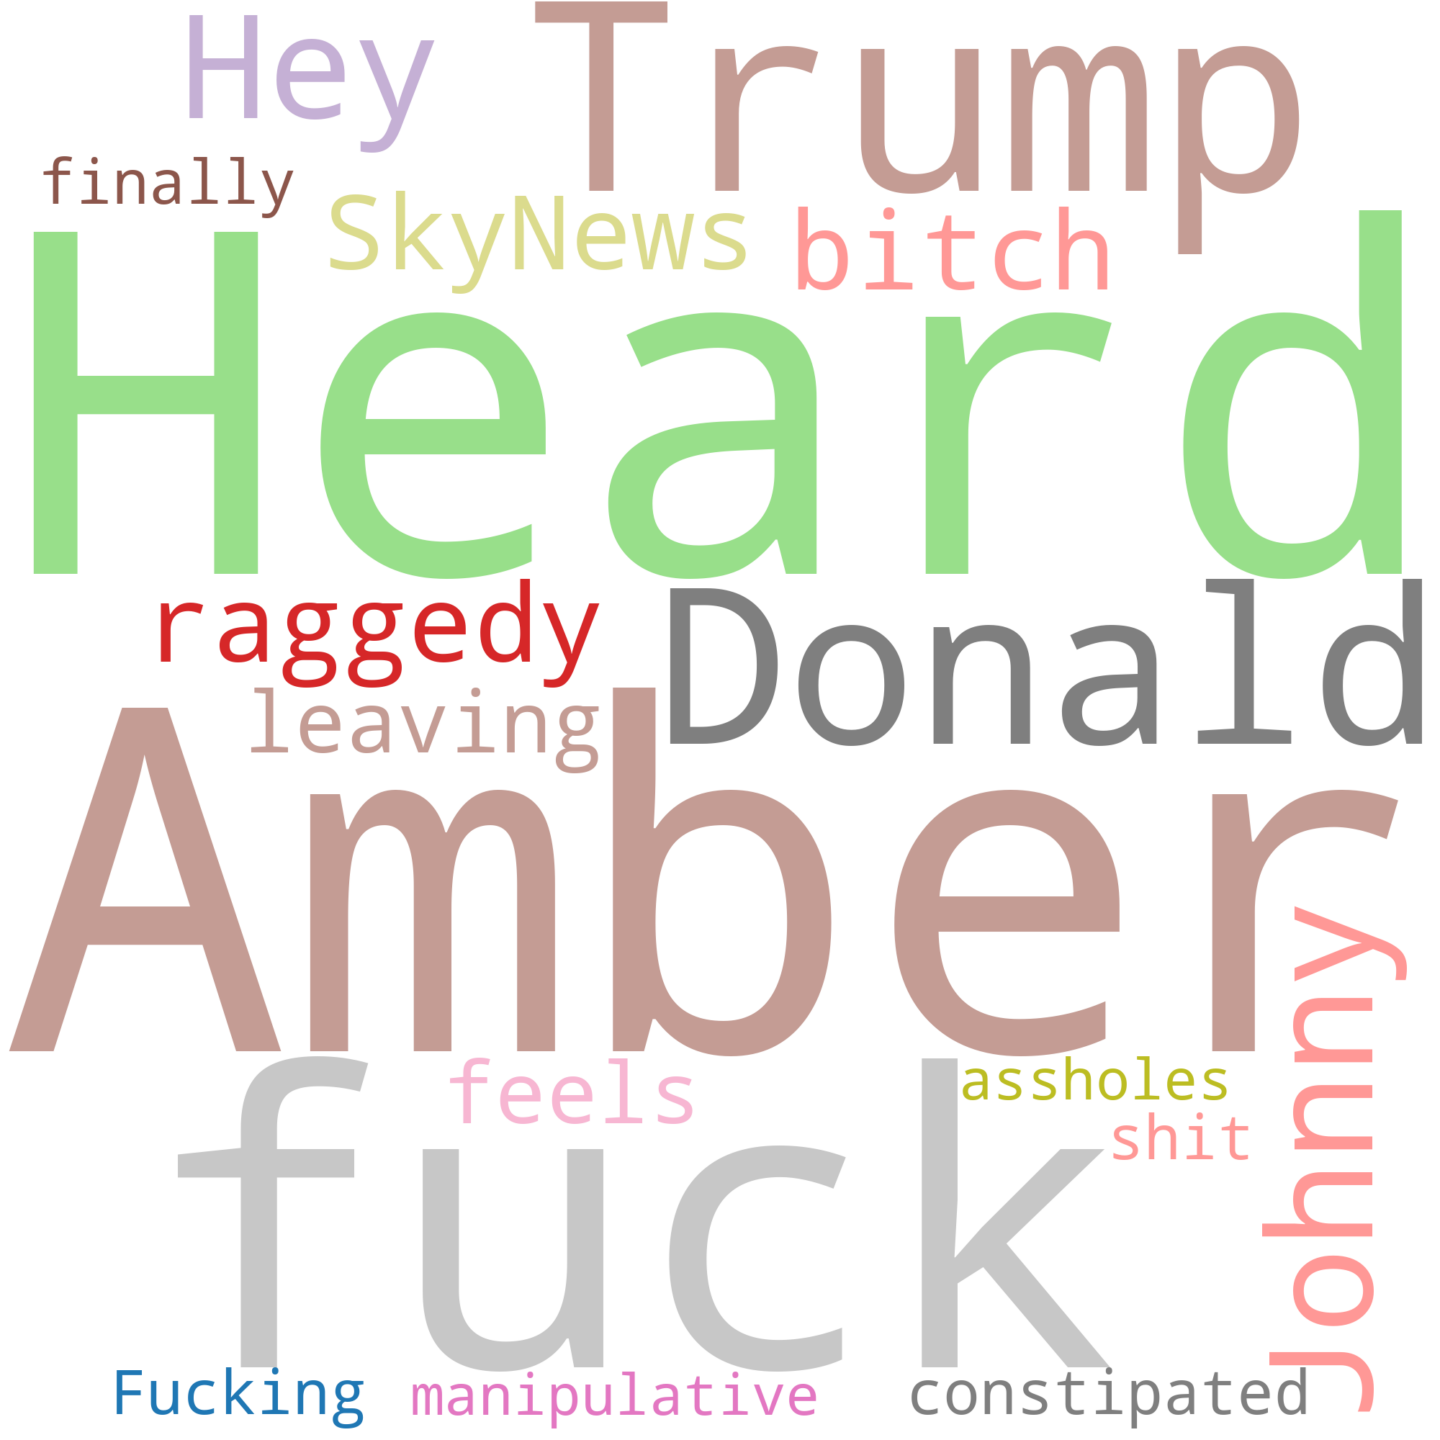 Hey
Trump
finally
SkyNews
bitch
Heard
raggedy
Donald
leaving
Amber
Johnny
feels
assholes
fuck
shit
Fucking
manipulative
constipated